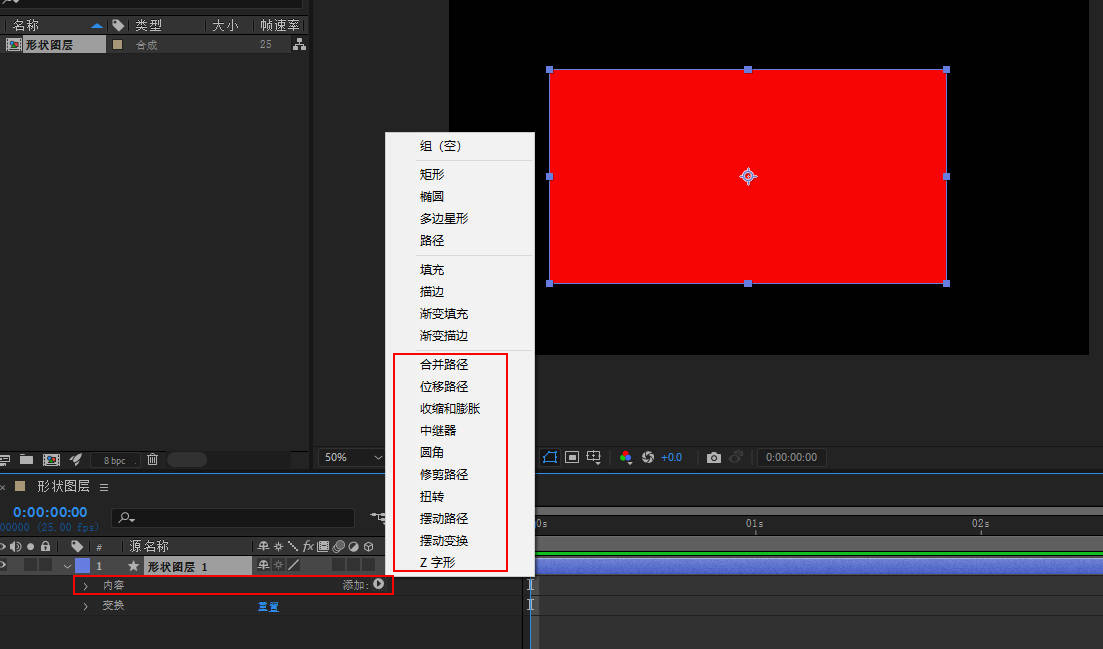 名称 类型 大小 帧速率
形状图层 合成 25
组（空）
矩形
椭圆
多边星形
路径
填充
描边
渐变填充
渐变描边
合并路径
位移路径
收缩和膨胀
中继器
圆角
修剪路径
扭转
摆动路径
摆动变换
Z 字形
8 bpc
50%
+0.0
0:00:00:00
形状图层
0:00:00:00
00000 (25.00 fps)
0s 01s 02s
# 源名称
fx
1 形状图层 1
内容 添加:
变换 重置